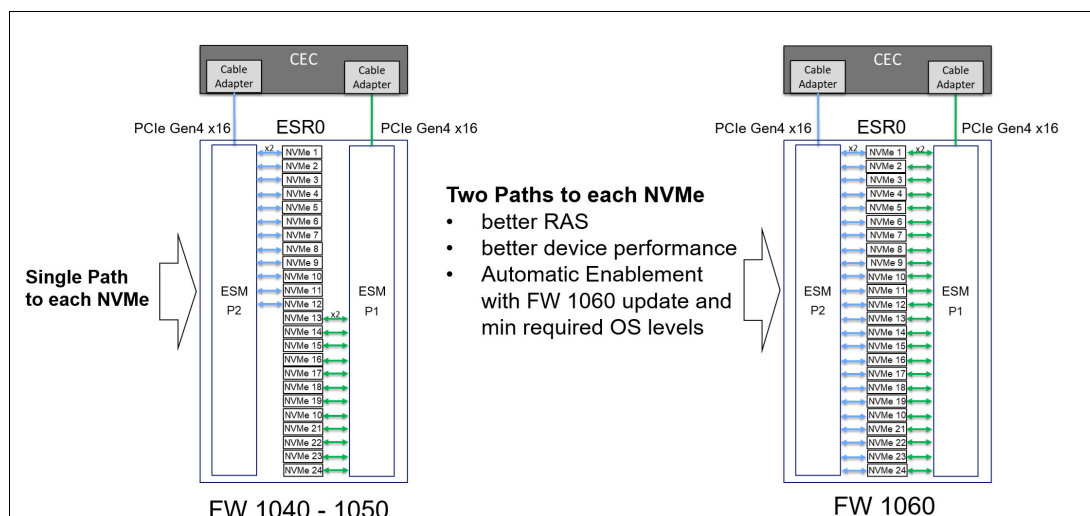 CEC
Cable Adapter
Cable Adapter
PCIe Gen4 x16
ESR0
PCIe Gen4 x16
x2
NVMe 1
NVMe 2
NVMe 3
NVMe 4
NVMe 5
NVMe 6
NVMe 7
NVMe 8
NVMe 9
NVMe 10
NVMe 11
NVMe 12
NVMe 13
x2
NVMe 14
NVMe 15
NVMe 16
NVMe 17
NVMe 18
NVMe 19
NVMe 10
NVMe 21
NVMe 22
NVMe 23
NVMe 24
ESM
P2
ESM
P1
Single Path
to each NVMe
FW 1040 - 1050
Two Paths to each NVMe
• better RAS
• better device performance
• Automatic Enablement
with FW 1060 update and
min required OS levels
CEC
Cable Adapter
Cable Adapter
PCIe Gen4 x16
ESR0
PCIe Gen4 x16
x2
NVMe 1
x2
NVMe 2
NVMe 3
NVMe 4
NVMe 5
NVMe 6
NVMe 7
NVMe 8
NVMe 9
NVMe 10
NVMe 11
NVMe 12
NVMe 13
NVMe 14
NVMe 15
NVMe 16
NVMe 17
NVMe 18
NVMe 19
NVMe 10
NVMe 21
NVMe 22
NVMe 23
NVMe 24
ESM
P2
ESM
P1
FW 1060